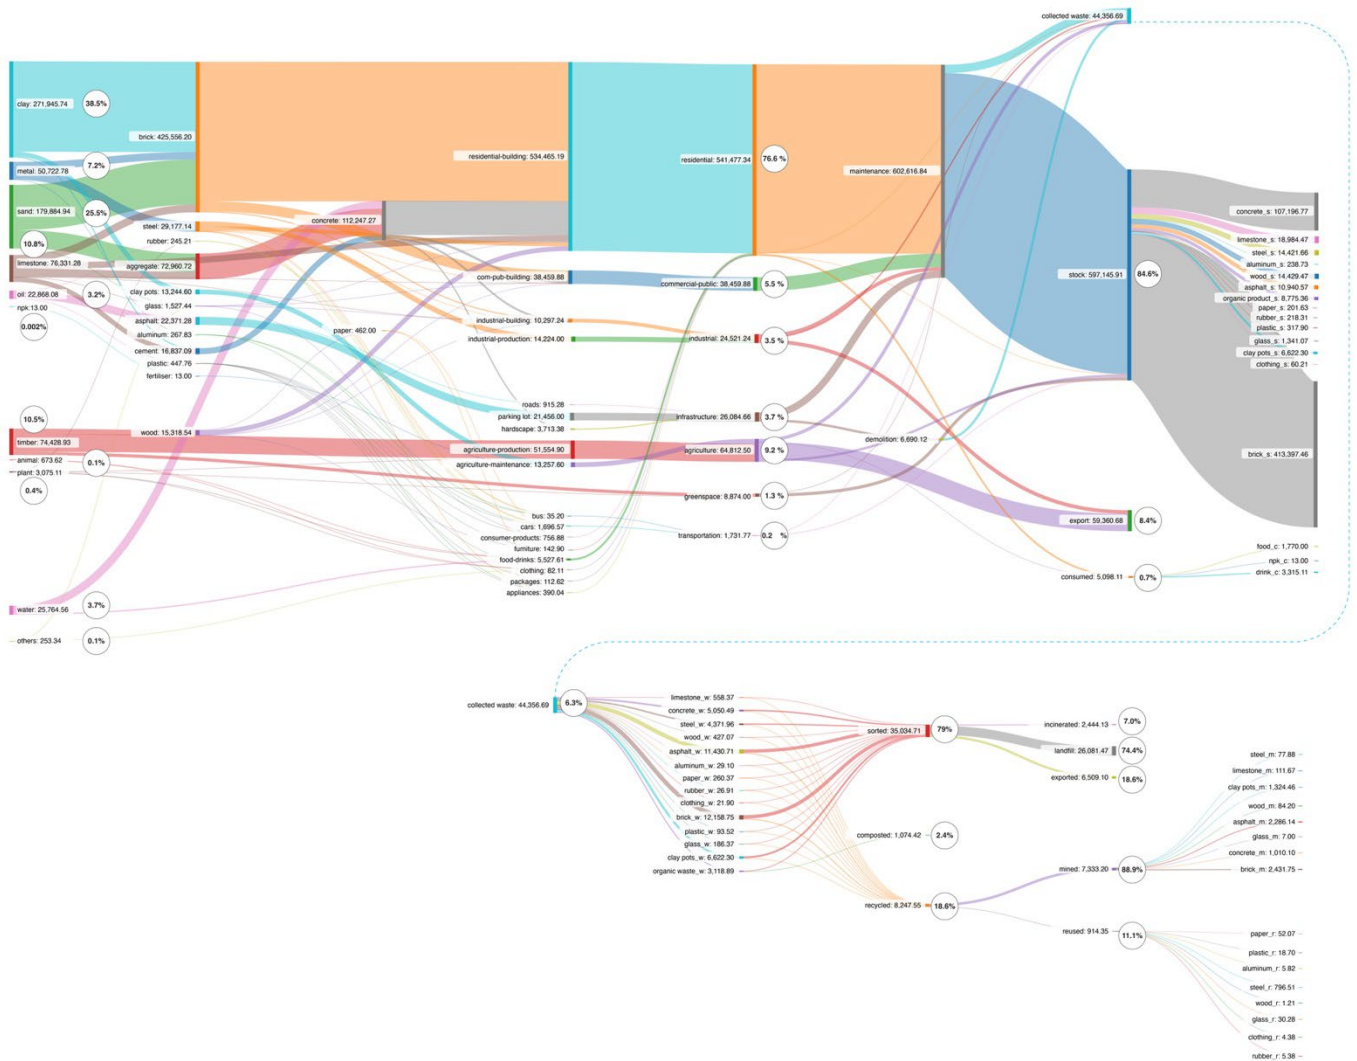 collected waste: 44,356.69
clay: 271,945.74
38.5%
brick: 425,556.20
residential-building: 534,465.19
residential: 541,477.34
76.6 %
maintenance: 602,616.84
metal: 50,722.78
7.2%
sand: 179,884.94
25.5%
steel: 29,177.14
concrete: 112,247.27
rubber: 245.21
10.8%
limestone: 76,331.28
aggregate: 72,960.72
com-pub-building: 38,459.88
commercial-public: 38,459.88
5.5 %
stock: 597,145.91
84.6%
concrete_s: 107,196.77
limestone_s: 18,984.47
steel_s: 14,421.66
aluminum_s: 238.73
wood_s: 14,429.47
asphalt_s: 10,940.57
organic product_s: 8,775.36
paper_s: 201.63
rubber_s: 218.31
plastic_s: 317.90
glass_s: 1,341.07
clay pots_s: 6,622.30
clothing_s: 60.21
brick_s: 413,397.46
oil: 22,868.08
3.2%
npk:13.00
0.002%
clay pots: 13,244.60
glass: 1,527.44
asphalt: 22,371.28
aluminum: 267.83
cement: 16,837.09
plastic: 447.76
fertiliser: 13.00
paper: 462.00
industrial-building: 10,297.24
industrial-production: 14,224.00
industrial: 24,521.24
3.5 %
roads: 915.28
parking lot: 21,456.00
hardscape: 3,713.38
infrastructure: 26,084.66
3.7 %
10.5%
timber: 74,428.93
wood: 15,318.54
demolition: 6,690.12
agriculture-production: 51,554.90
agriculture-maintenance: 13,257.60
agriculture: 64,812.50
9.2 %
animal: 673.62
plant: 3,075.11
0.1%
0.4%
greenspace: 8,874.00
1.3 %
bus: 35.20
cars: 1,696.57
consumer-products: 756.88
furniture: 142.90
food-drinks: 5,527.61
clothing: 82.11
packages: 112.62
appliances: 390.04
transportation: 1,731.77
0.2 %
export: 59,360.68
8.4%
consumed: 5,098.11
0.7%
food_c: 1,770.00
npk_c: 13.00
drink_c: 3,315.11
water: 25,764.56
3.7%
others: 253.34
0.1%
collected waste: 44,356.69
6.3%
limestone_w: 558.37
concrete_w: 5,050.49
steel_w: 4,371.96
wood_w: 427.07
asphalt_w: 11,430.71
aluminum_w: 29.10
paper_w: 260.37
rubber_w: 26.91
clothing_w: 21.90
brick_w: 12,158.75
plastic_w: 93.52
glass_w: 186.37
clay pots_w: 6,622.30
organic waste_w: 3,118.89
sorted: 35,034.71
79%
incinerated: 2,444.13
7.0%
landfill: 26,081.47
74.4%
exported: 6,509.10
18.6%
composted: 1,074.42
2.4%
recycled: 8,247.55
18.6%
mined: 7,333.20
88.9%
reused: 914.35
11.1%
steel_m: 77.88
limestone_m: 111.67
clay pots_m: 1,324.46
wood_m: 84.20
asphalt_m: 2,286.14
glass_m: 7.00
concrete_m: 1,010.10
brick_m: 2,431.75
paper_r: 52.07
plastic_r: 18.70
aluminum_r: 5.82
steel_r: 796.51
wood_r: 1.21
glass_r: 30.28
clothing_r: 4.38
rubber_r: 5.38